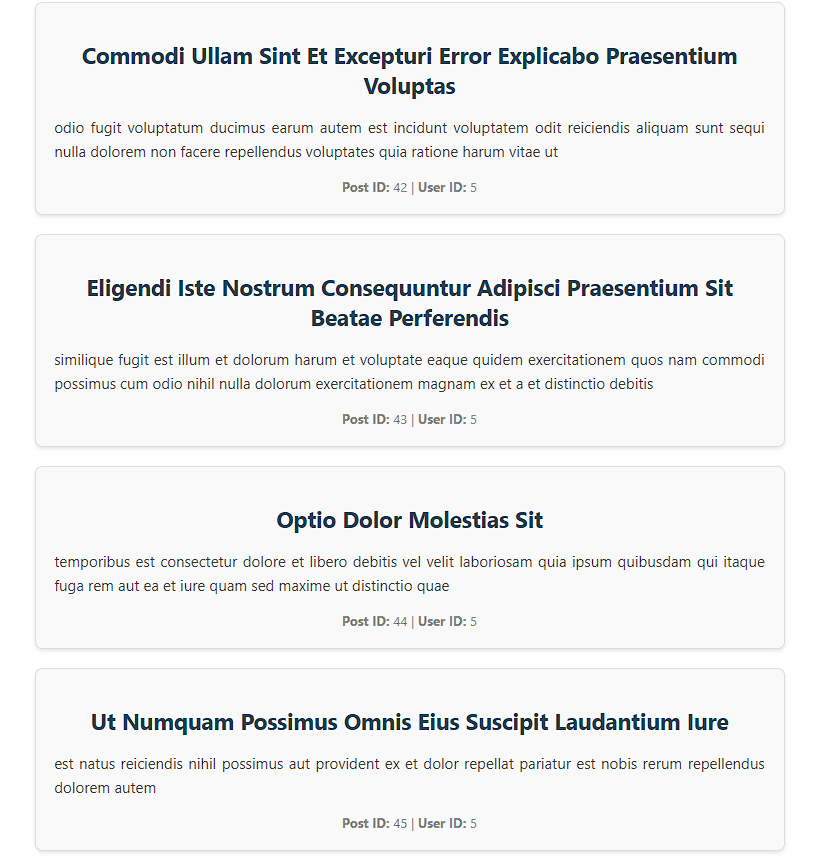 Commodi Ullam Sint Et Excepturi Error Explicabo Praesentium
Voluptas
odio fugit voluptatum ducimus earum autem est incidunt voluptatem odit reiciendis aliquam sunt sequi
nulla dolorem non facere repellendus voluptates quia ratione harum vitae ut
Post ID: 42 | User ID: 5
Eligendi Iste Nostrum Consequuntur Adipisci Praesentium Sit
Beatae Perferendis
similique fugit est illum et dolorum harum et voluptate eaque quidem exercitationem quos nam commodi
possimus cum odio nihil nulla dolorum exercitationem magnam ex et a et distinctio debitis
Post ID: 43 | User ID: 5
Optio Dolor Molestias Sit
temporibus est consectetur dolore et libero debitis vel velit laboriosam quia ipsum quibusdam qui itaque
fuga rem aut ea et iure quam sed maxime ut distinctio quae
Post ID: 44 | User ID: 5
Ut Numquam Possimus Omnis Eius Suscipit Laudantium Iure
est natus reiciendis nihil possimus aut provident ex et dolor repellat pariatur est nobis rerum repellendus
dolorem autem
Post ID: 45 | User ID: 5